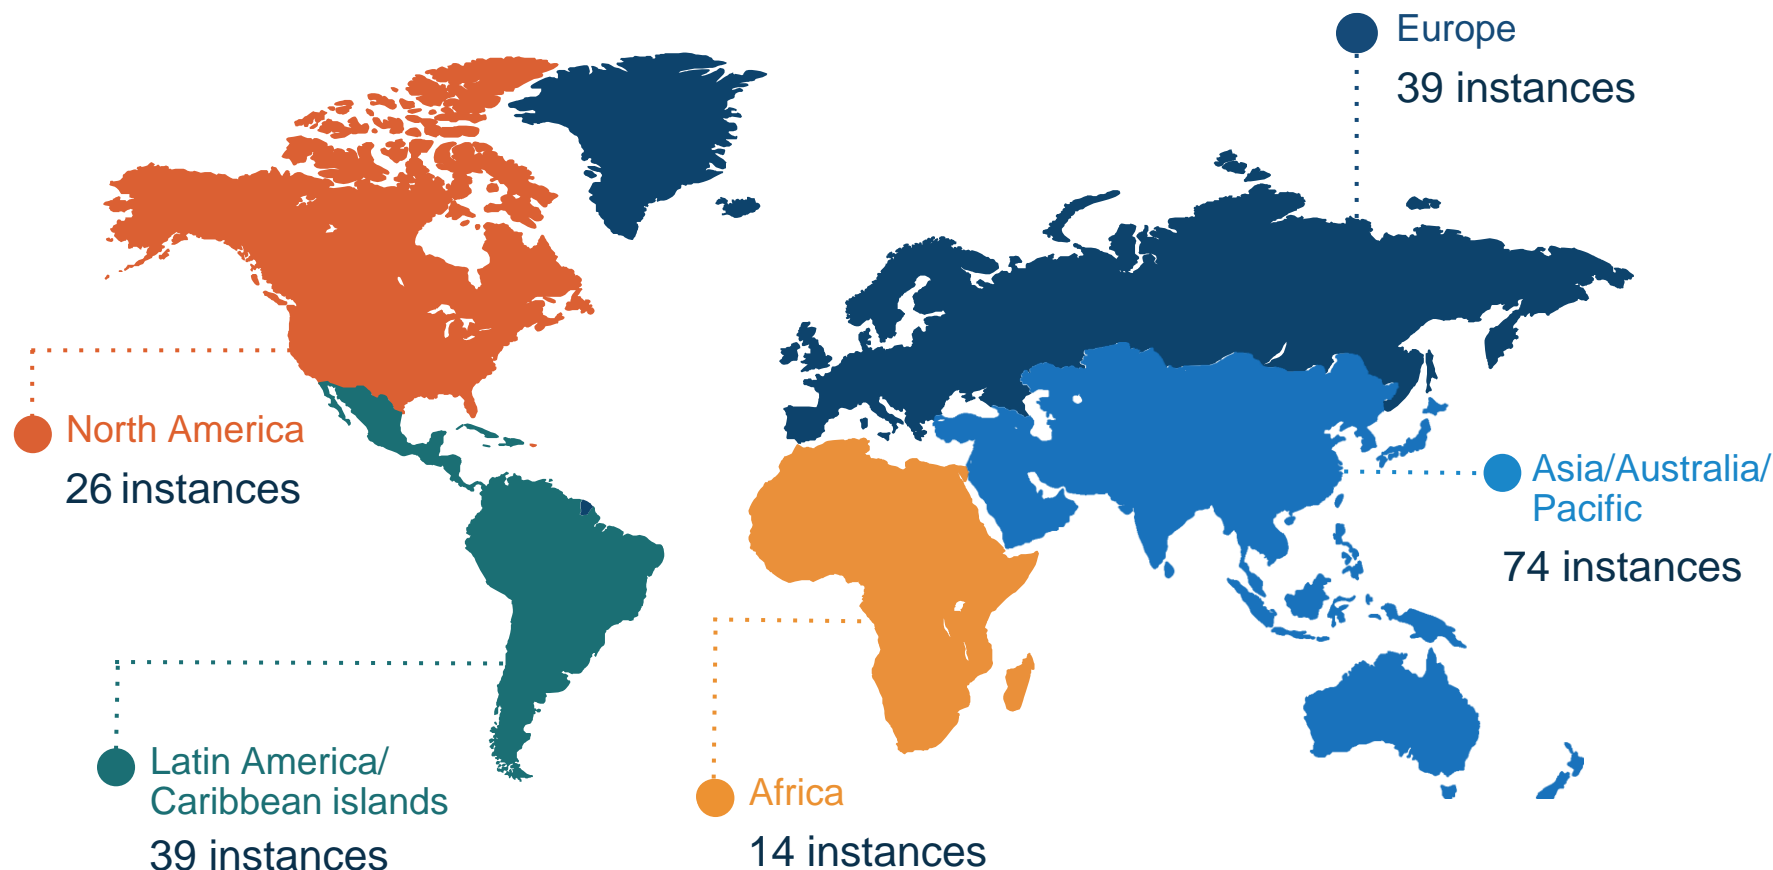 Europe
39 instances
North America
26 instances
Asia/Australia/
Pacific
74 instances
Latin America/
Caribbean islands
39 instances
Africa
14 instances